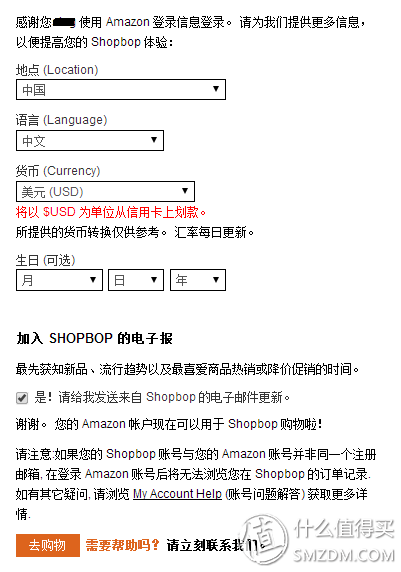 感谢您 使用 Amazon 登录信息登录。 请为我们提供更多信息，
以便提高您的 Shopbop 体验：
地点 (Location)
中国
语言 (Language)
中文
货币 (Currency)
美元 (USD)
将以 $USD 为单位从信用卡上划款。
所提供的货币转换仅供参考。 汇率每日更新。
生日 (可选)
月 日 年
加入 SHOPBOP 的电子报
最先获知新品、流行趋势以及最喜爱商品热销或降价促销的时间。
是！请给我发送来自 Shopbop 的电子邮件更新。
谢谢。 您的 Amazon 帐户现在可以用于 Shopbop 购物啦！
请注意:如果您的 Shopbop 账号与您的 Amazon 账号并非同一个注册
邮箱, 在登录 Amazon 账号后将无法浏览您在 Shopbop 的订单记录.
如有其它疑问, 请浏览 My Account Help (账号问题解答) 获取更多详
情.
去购物 需要帮助吗？ 请立刻联系我们。
值 什么值得买
SMZDM.COM